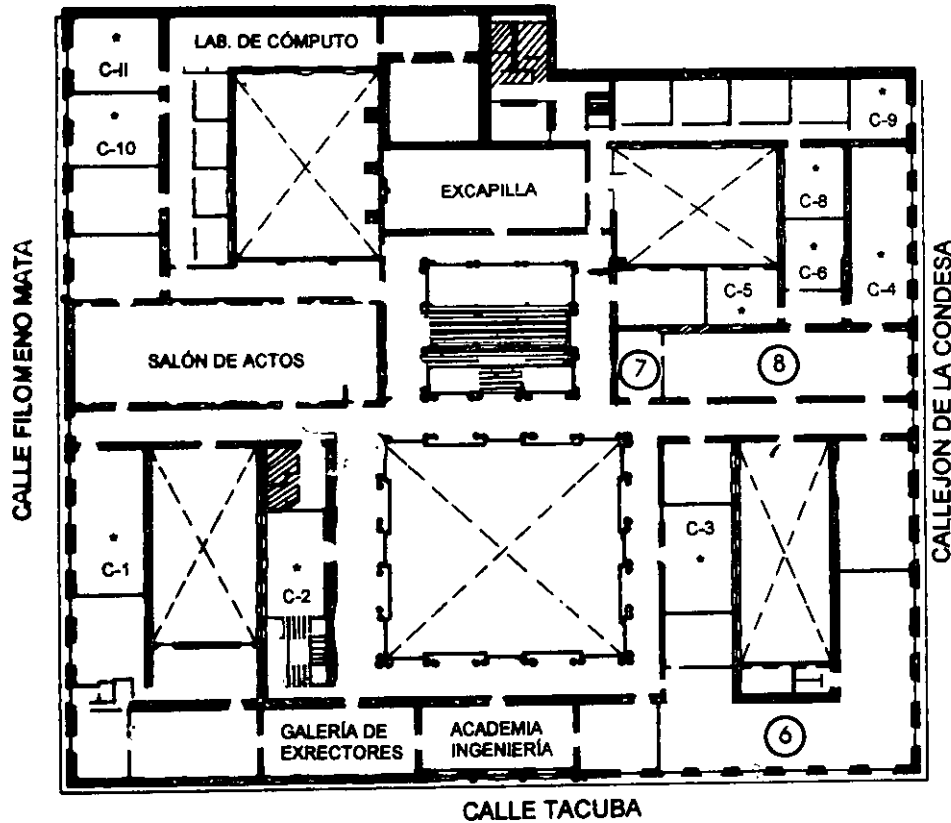 LAB. DE CÓMPUTO
C-II
C-10
C-9
EXCAPILLA
C-8
C-6
C-5
C-4
CALLE FILOMENO MATA
CALLEJON DE LA CONDESA
SALÓN DE ACTOS
7
8
C-1
C-2
C-3
GALERÍA DE
EXRECTORES
ACADEMIA
INGENIERÍA
6
CALLE TACUBA